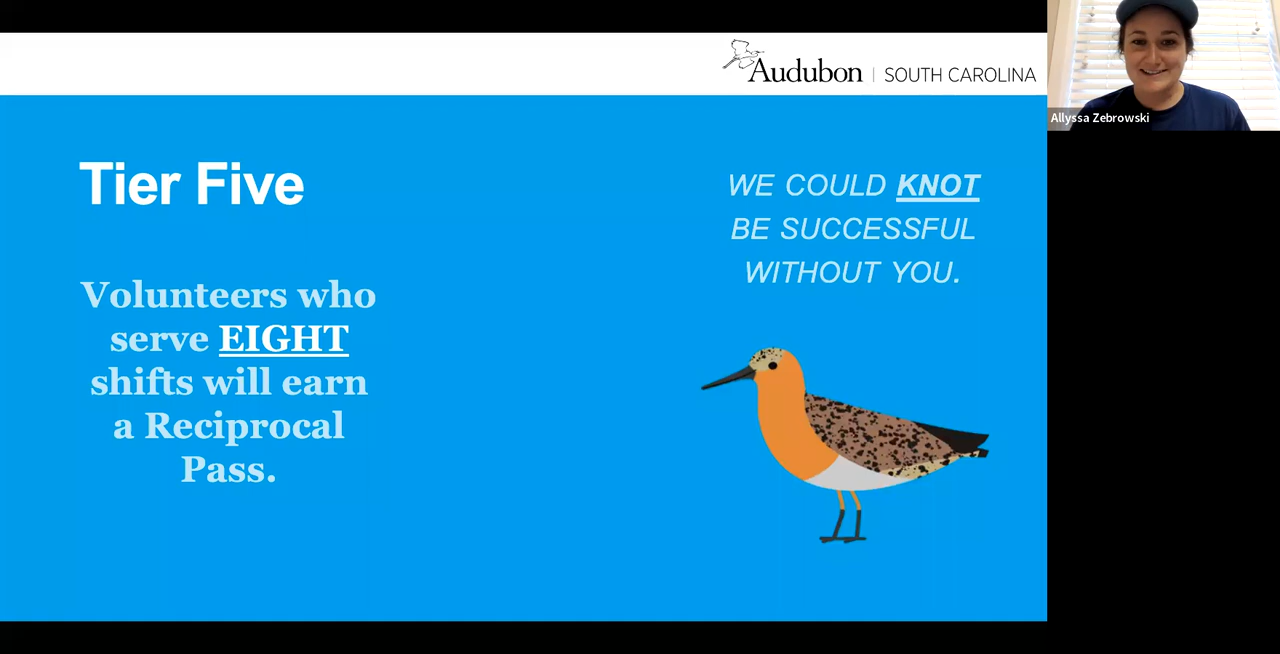 Audubon | SOUTH CAROLINA
Allyssa Zebrowski
Tier Five
Volunteers who
serve EIGHT
shifts will earn
a Reciprocal
Pass.
WE COULD KNOT
BE SUCCESSFUL
WITHOUT YOU.